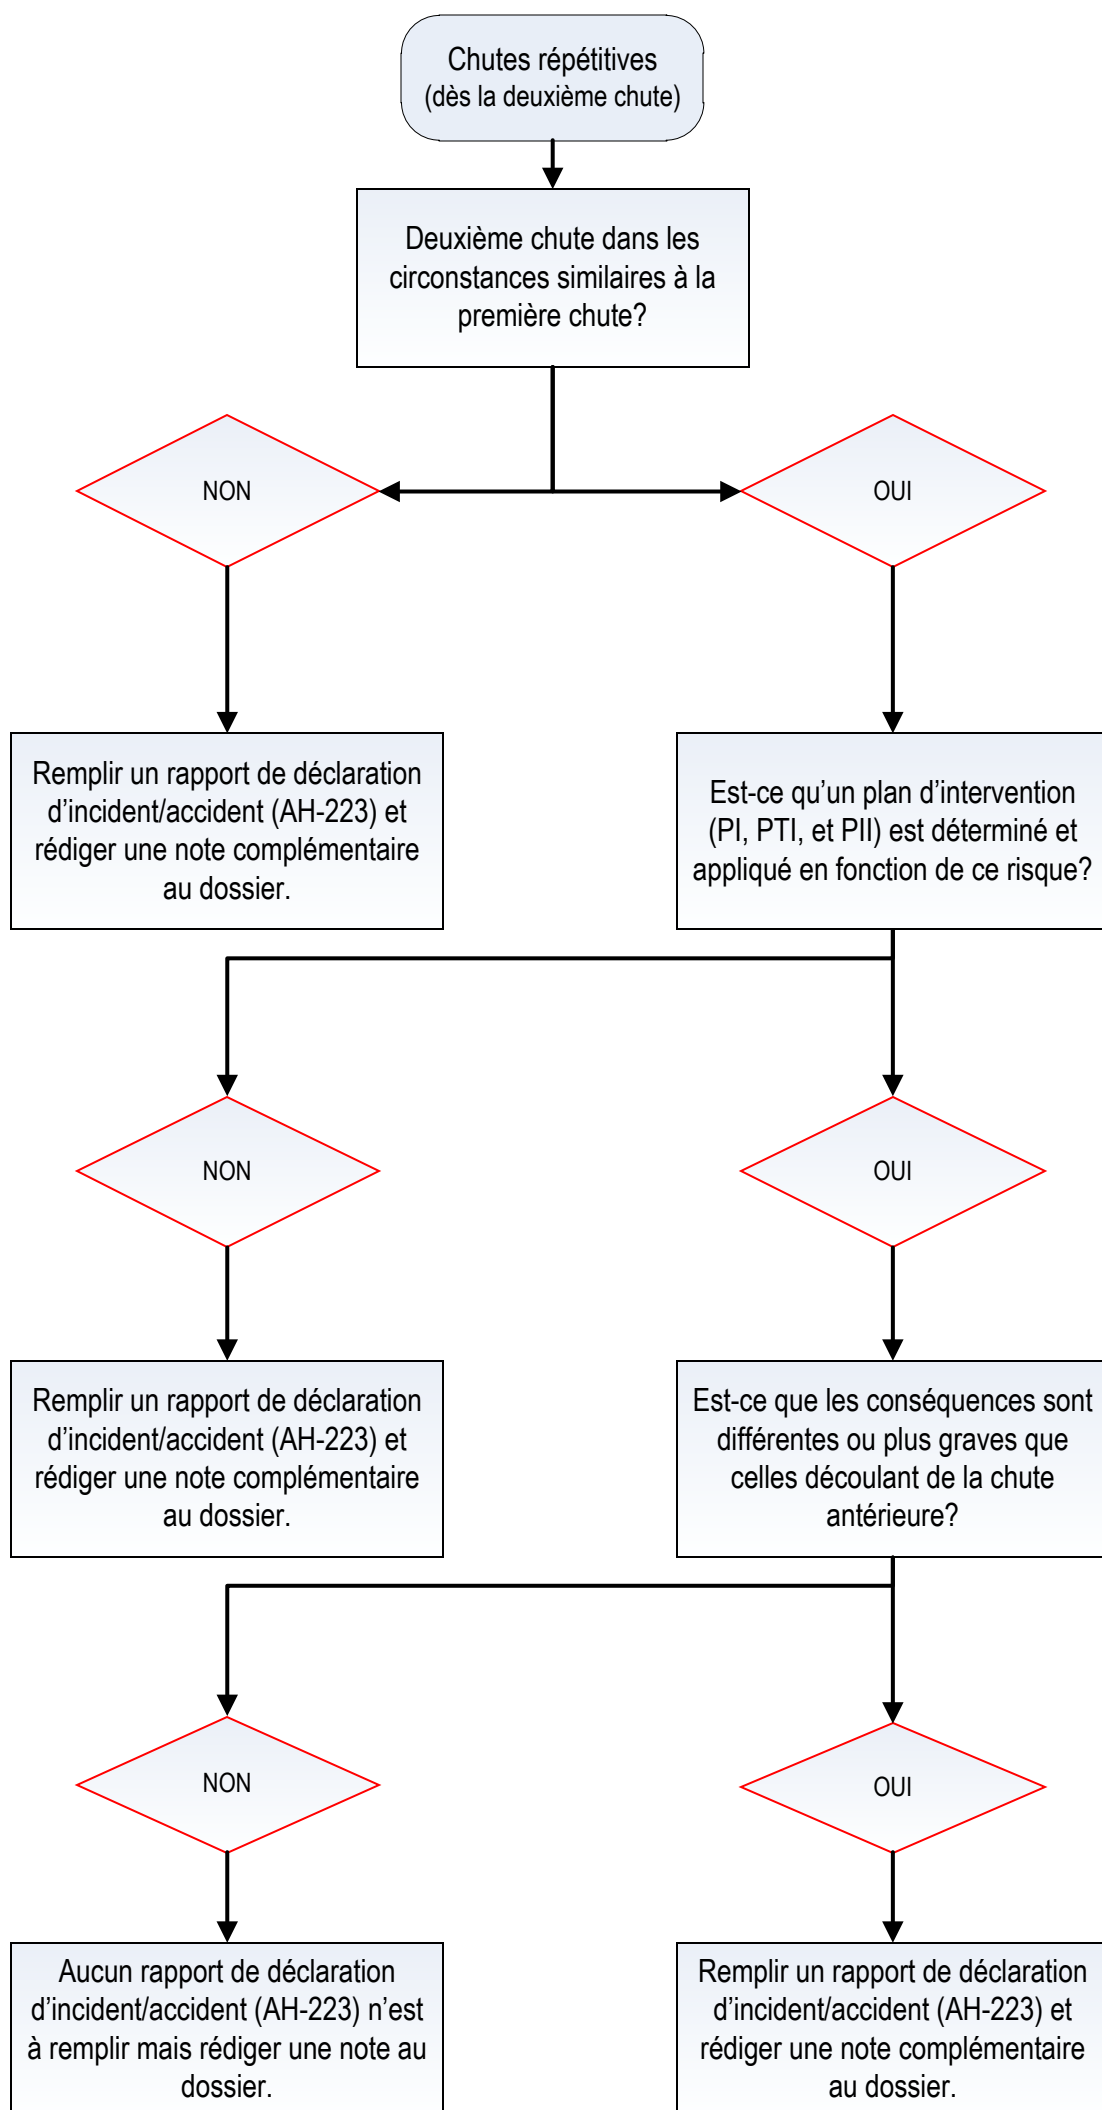 Chutes répétitives
(dès la deuxième chute)
Deuxième chute dans les
circonstances similaires à la
première chute?
NON
OUI
Remplir un rapport de déclaration
d’incident/accident (AH-223) et
rédiger une note complémentaire
au dossier.
Est-ce qu’un plan d’intervention
(PI, PTI, et PII) est déterminé et
appliqué en fonction de ce risque?
NON
OUI
Remplir un rapport de déclaration
d’incident/accident (AH-223) et
rédiger une note complémentaire
au dossier.
Est-ce que les conséquences sont
différentes ou plus graves que
celles découlant de la chute
antérieure?
NON
OUI
Aucun rapport de déclaration
d’incident/accident (AH-223) n’est
à remplir mais rédiger une note au
dossier.
Remplir un rapport de déclaration
d’incident/accident (AH-223) et
rédiger une note complémentaire
au dossier.